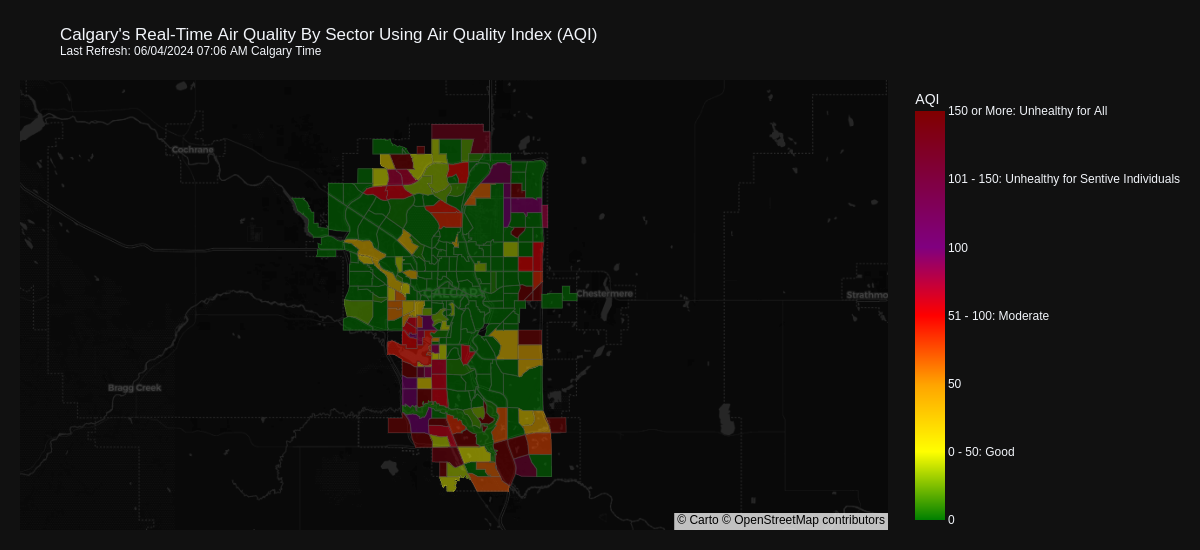 Calgary's Real-Time Air Quality By Sector Using Air Quality Index (AQI)
Last Refresh: 06/04/2024 07:06 AM Calgary Time
AQI
150 or More: Unhealthy for All
Cochrane
101 - 150: Unhealthy for Sentive Individuals
100
CALGARY
Chestermere
Strathmo
51 - 100: Moderate
Bragg Creek
50
0 - 50: Good
0
© Carto © OpenStreetMap contributors